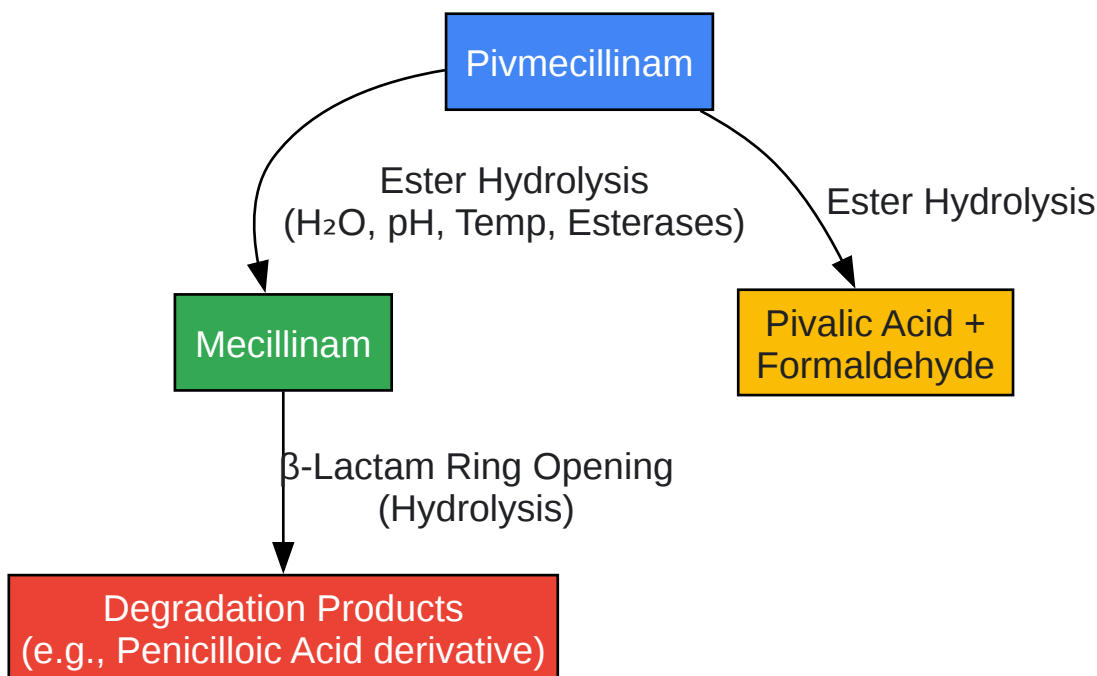 Pivmecillinam
Ester Hydrolysis
(H₂O, pH, Temp, Esterases)
Ester Hydrolysis
Mecillinam
Pivalic Acid +
Formaldehyde
β-Lactam Ring Opening
(Hydrolysis)
Degradation Products
(e.g., Penicilloic Acid derivative)